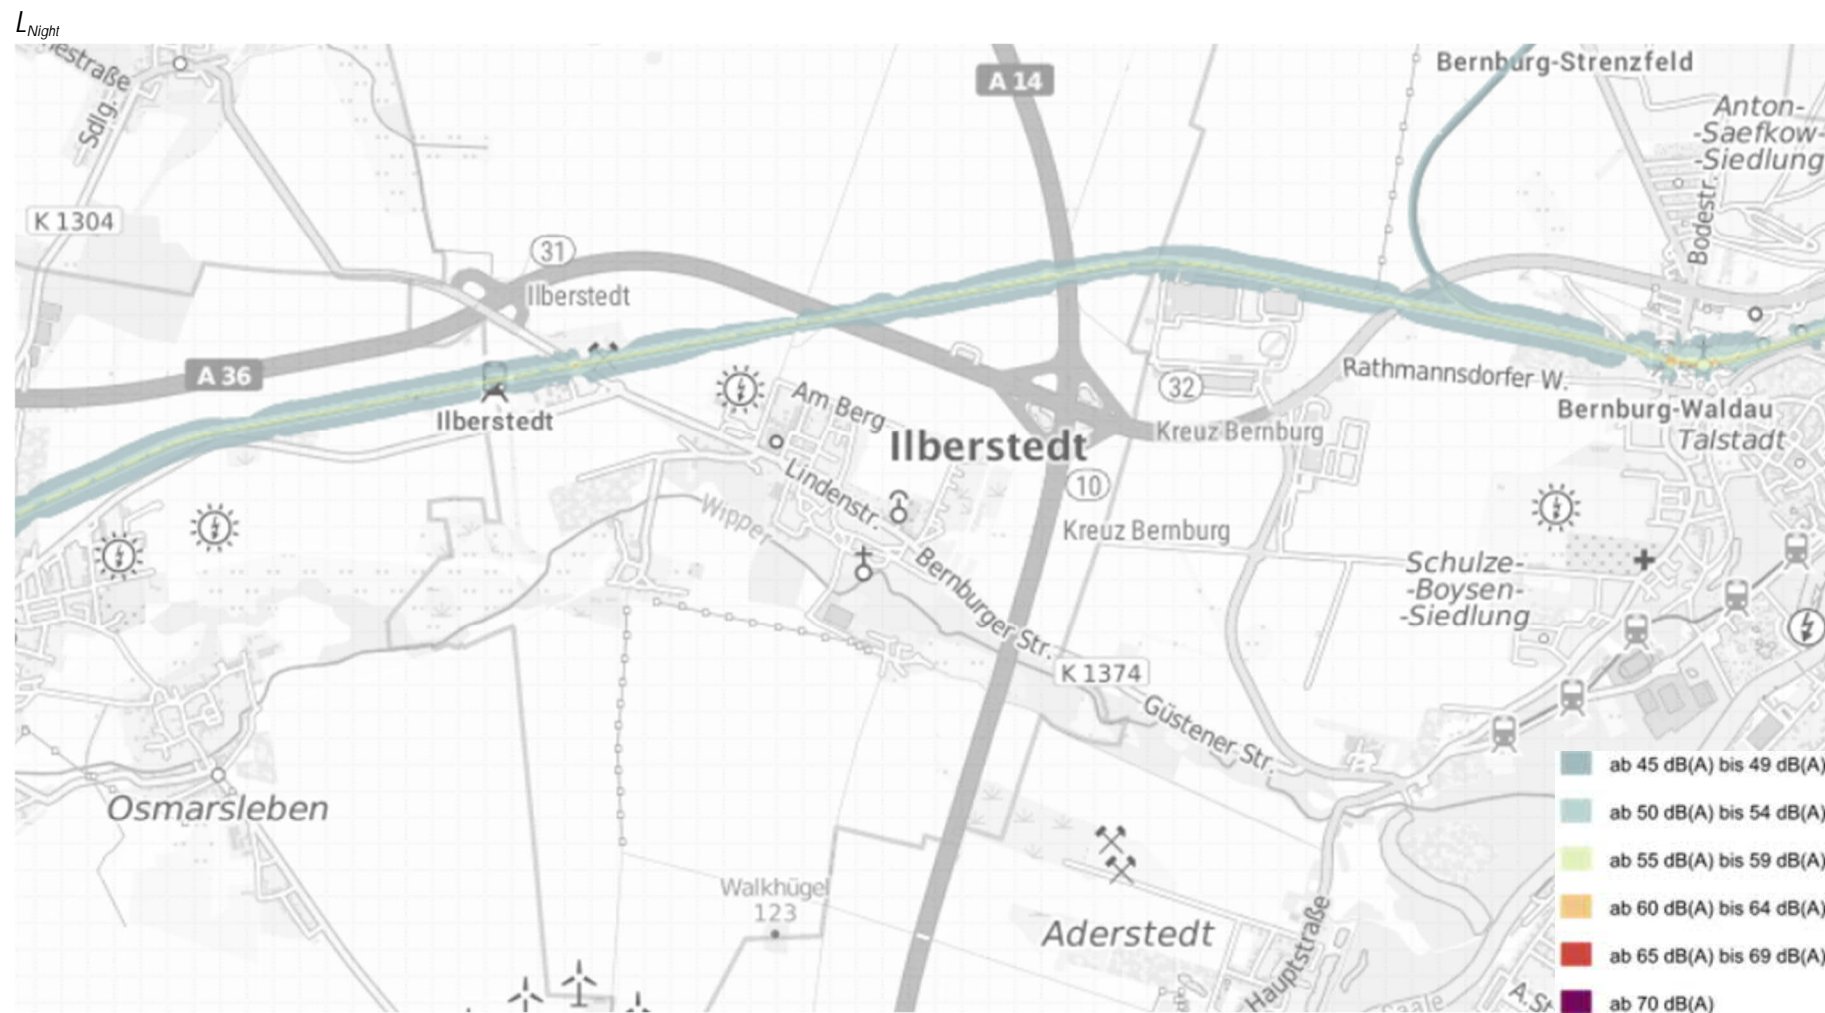 LNight
Bernburg-Strenzfeld
A 14
Sdlg.
Anton-
-Saefkow-
-Siedlung
Bodestr.
K 1304
31
Ilberstedt
A 36
Ilberstedt
32
Rathmannsdorfer W.
Bernburg-Waldau
Talstadt
Am Berg
Ilberstedt
Kreuz Bernburg
Lindenstr.
10
Wipper
Kreuz Bernburg
Bernburger Str.
Schulze-
-Boysen-
-Siedlung
K 1374
Güstener Str.
Osmarsleben
Walkhügel
123
Aderstedt
Hauptstraße
ab 45 dB(A) bis 49 dB(A)
ab 50 dB(A) bis 54 dB(A)
ab 55 dB(A) bis 59 dB(A)
ab 60 dB(A) bis 64 dB(A)
ab 65 dB(A) bis 69 dB(A)
ab 70 dB(A)